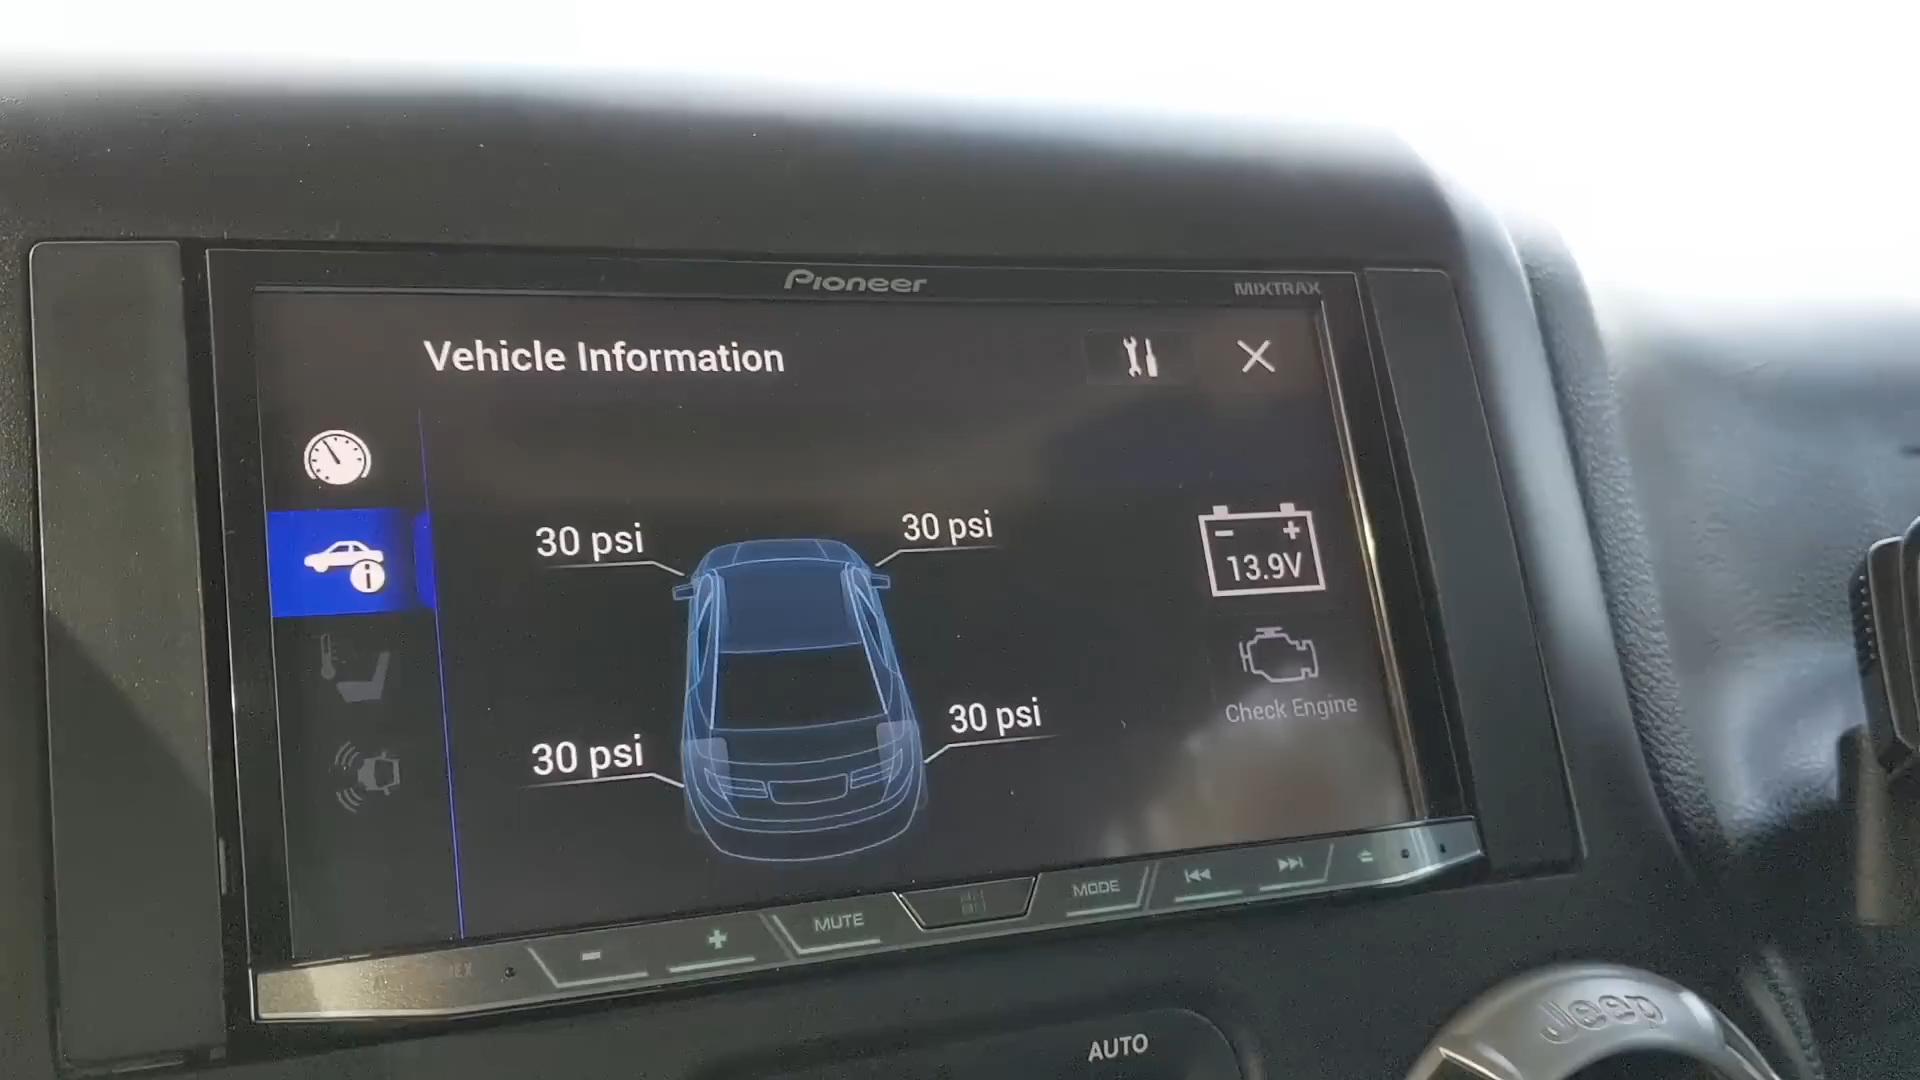 Pioneer
MIXTRAX
Vehicle Information
30 psi
30 psi
13.9V
Check Engine
30 psi
30 psi
MUTE
MODE
AUTO
Jeep